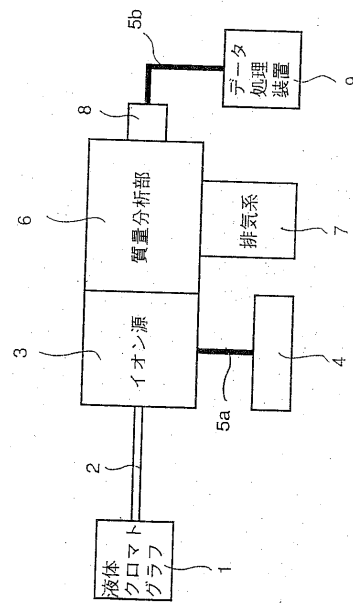 液体
クロマト
グラフ
1
2
イオン源
3
4
5a
質量分析部
6
排気系
7
8
5b
データ
処理
装置
9